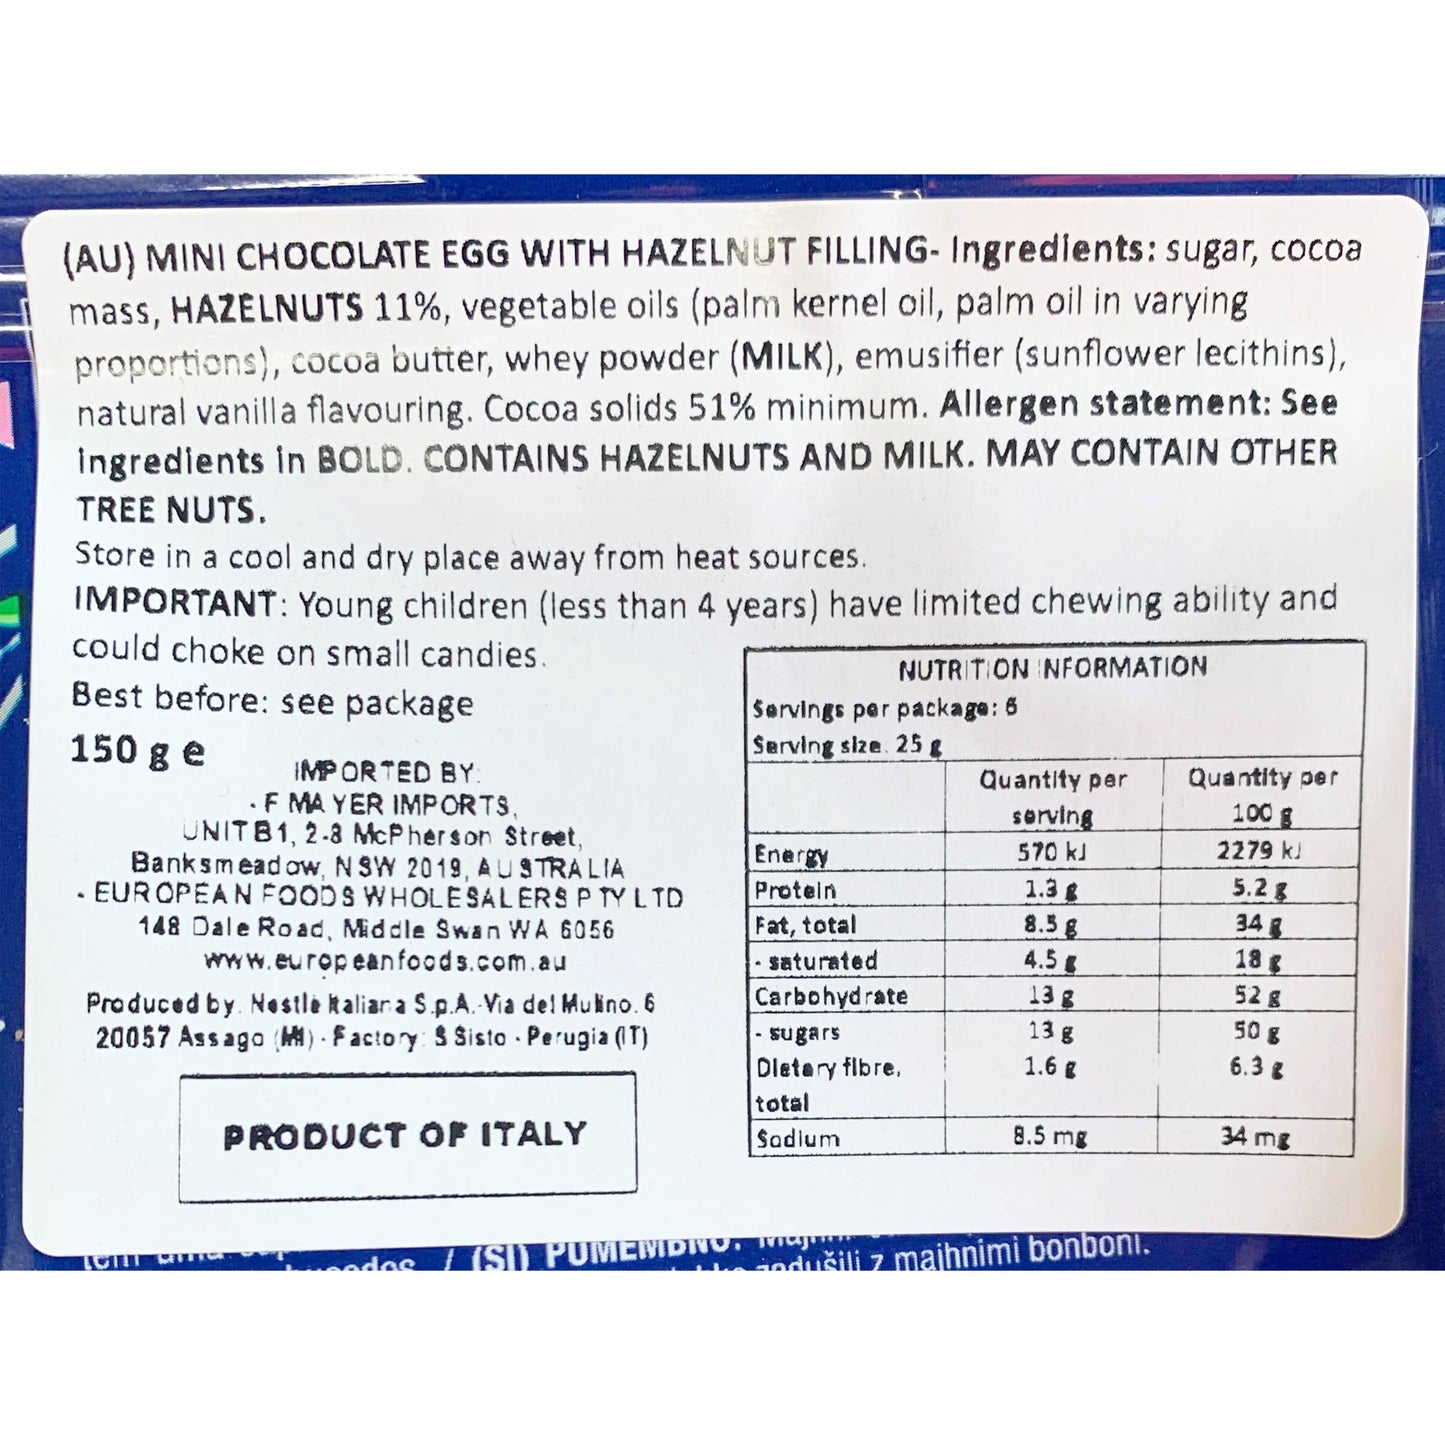 (AU) MINI CHOCOLATE EGG WITH HAZELNUT FILLING- Ingredients: sugar, cocoa
mass, HAZELNUTS 11%, vegetable oils (palm kernel oil, palm oil in varying
proportions), cocoa butter, whey powder (MILK), emusifier (sunflower lecithins),
natural vanilla flavouring. Cocoa solids 51% minimum. Allergen statement: See
ingredients in BOLD. CONTAINS HAZELNUTS AND MILK. MAY CONTAIN OTHER
TREE NUTS.
Store in a cool and dry place away from heat sources.
IMPORTANT: Young children (less than 4 years) have limited chewing ability and
could choke on small candies.
Best before: see package
150 g e
IMPORTED BY:
- F MAYER IMPORTS,
UNIT B1, 2-8 McPherson Street,
Banksmeadow, NSW 2019, AUSTRALIA
- EUROPEAN FOODS WHOLESALERS PTY LTD
148 Dale Road, Middle Swan WA 6056
www.europeanfoods.com.au
Produced by. Nestlè Italiana S.p.A.-Via del Mulino. 6
20057 Assago (MI) - Factory: S Sisto - Perugia (IT)
PRODUCT OF ITALY
NUTRITION INFORMATION
Servings per package: 6
Serving size. 25 g
Quantity per serving Quantity per 100 g
Energy 570 kJ 2279 kJ
Protein 1.3 g 5.2 g
Fat, total 8.5 g 34 g
- saturated 4.5 g 18 g
Carbohydrate 13 g 52 g
- sugars 13 g 50 g
Dietary fibre, total 1.6 g 6.3 g
Sodium 8.5 mg 34 mg
/ (SI) POMEMBNO:
zadušili z majhnimi bonboni.